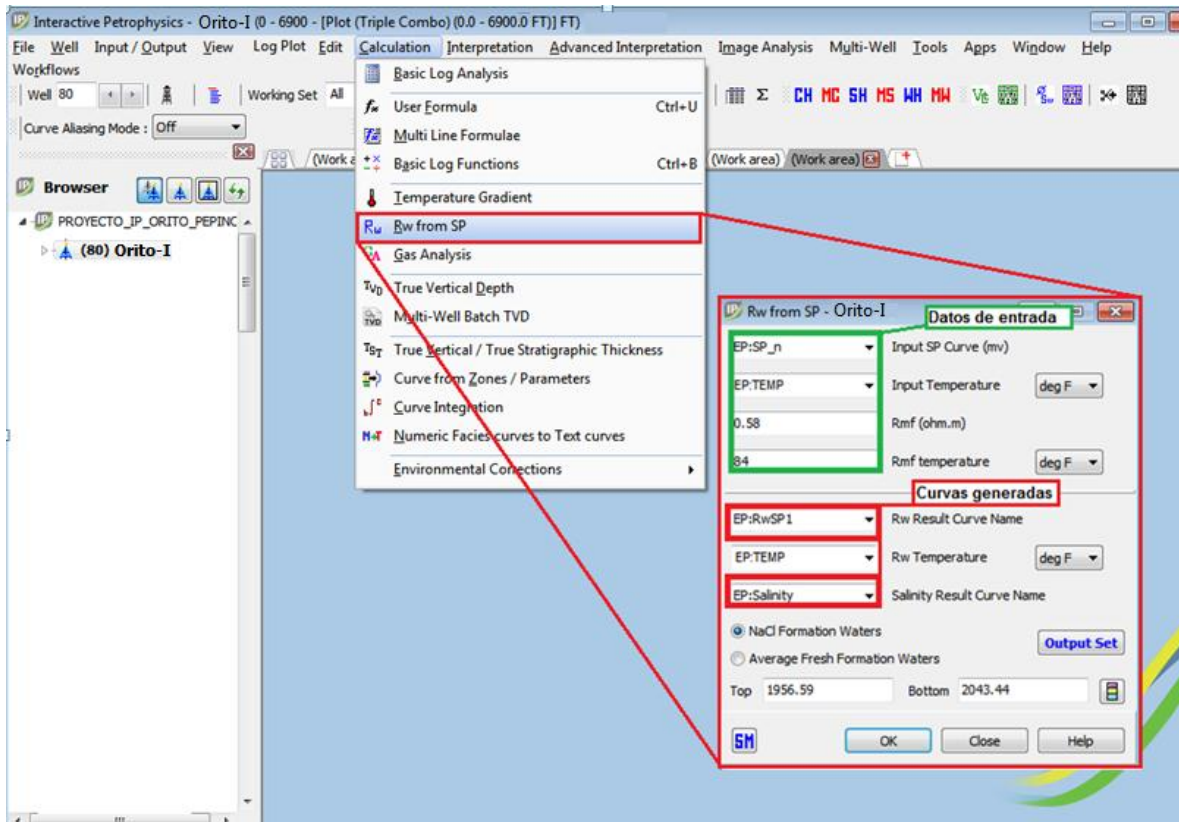 Interactive Petrophysics - Orito-I (0 - 6900 - [Plot (Triple Combo) (0.0 - 6900.0 FT)] FT)
File Well Input / Output View Log Plot Edit Calculation Interpretation Advanced Interpretation Image Analysis Multi-Well Tools Apps Window Help
Workflows
Well 80 Working Set All Σ CH MC SH MS WH MW
Curve Aliasing Mode : Off
(Work a (Work area) (Work area)
Browser
PROYECTO_IP_ORITO_PEPINC
(80) Orito-I
Basic Log Analysis
User Formula Ctrl+U
Multi Line Formulae
Basic Log Functions Ctrl+B
Temperature Gradient
Rw Rw from SP
Gas Analysis
TVD True Vertical Depth
TVD Multi-Well Batch TVD
TST True Vertical / True Stratigraphic Thickness
Curve from Zones / Parameters
Curve Integration
Numeric Facies curves to Text curves
Environmental Corrections
Rw from SP - Orito-I
Datos de entrada
EP:SP_n Input SP Curve (mv)
EP:TEMP Input Temperature deg F
0.58 Rmf (ohm.m)
84 Rmf temperature deg F
Curvas generadas
EP:RwSP1 Rw Result Curve Name
EP:TEMP Rw Temperature deg F
EP:Salinity Salinity Result Curve Name
NaCl Formation Waters
Output Set
Average Fresh Formation Waters
Top 1956.59 Bottom 2043.44
SM OK Close Help